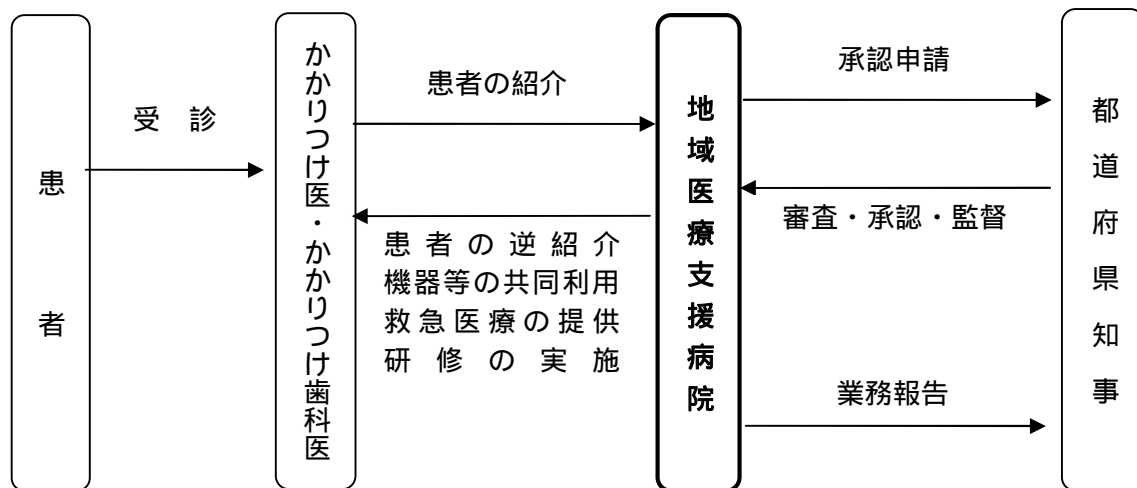 患者
受　診
かかりつけ医・かかりつけ歯科医
患者の紹介
患者の逆紹介
機器等の共同利用
救急医療の提供
研修の実施
地域医療支援病院
承認申請
審査・承認・監督
業務報告
都道府県知事